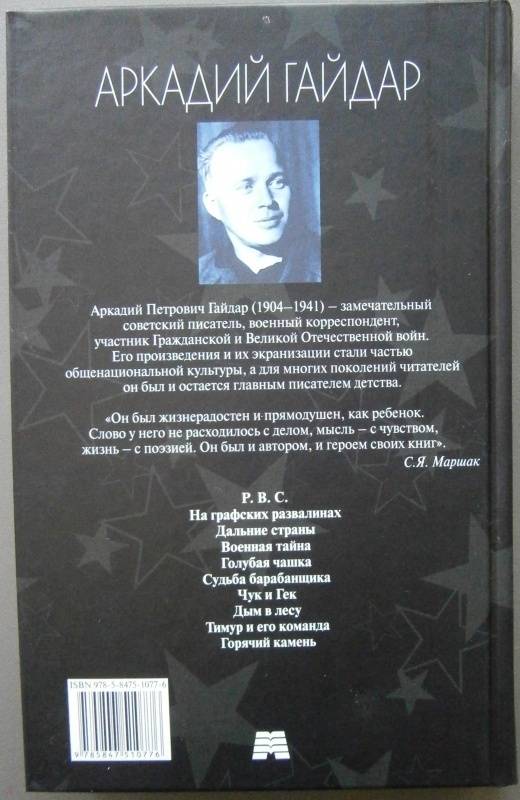 АРКАДИЙ ГАЙДАР
Аркадий Петрович Гайдар (1904–1941) – замечательный
советский писатель, военный корреспондент,
участник Гражданской и Великой Отечественной войн.
Его произведения и их экранизации стали частью
общенациональной культуры, а для многих поколений читателей
он был и остается главным писателем детства.
«Он был жизнерадостен и прямодушен, как ребенок.
Слово у него не расходилось с делом, мысль – с чувством,
жизнь – с поэзией. Он был и автором, и героем своих книг».
С.Я. Маршак
Р. В. С.
На графских развалинах
Дальние страны
Военная тайна
Голубая чашка
Судьба барабанщика
Чук и Гек
Дым в лесу
Тимур и его команда
Горячий камень
ISBN 978-5-8475-1077-6
9 785847 510776